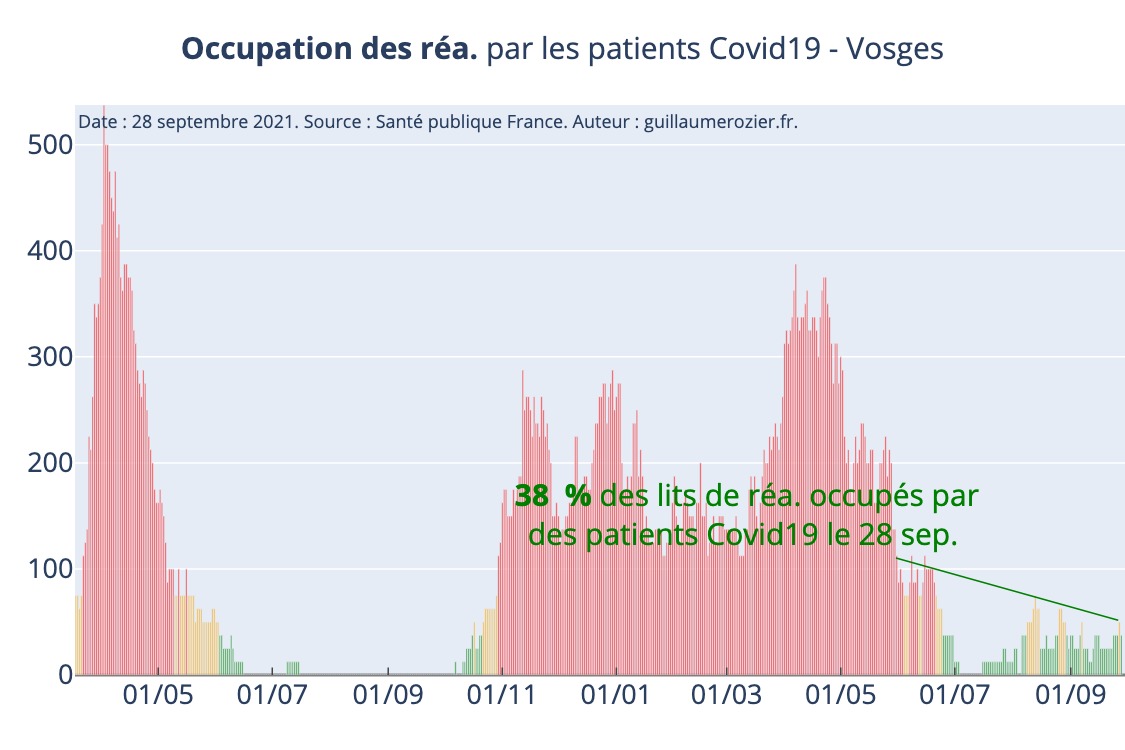 Occupation des réa. par les patients Covid19 - Vosges
Date : 28 septembre 2021. Source : Santé publique France. Auteur : guillaumerozier.fr.
500
400
300
200
38 % des lits de réa. occupés par
des patients Covid19 le 28 sep.
100
0
01/05 01/07 01/09 01/11 01/01 01/03 01/05 01/07 01/09